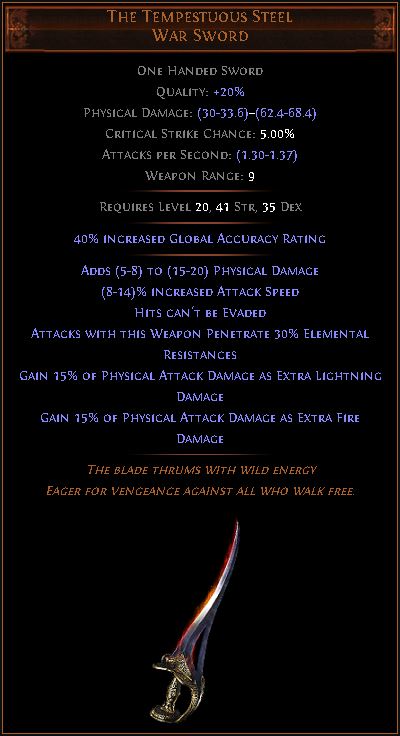 The Tempestuous Steel
War Sword
One Handed Sword
Quality: +20%
Physical Damage: (30-33.6)–(62.4-68.4)
Critical Strike Chance: 5.00%
Attacks per Second: (1.30-1.37)
Weapon Range: 9
Requires Level 20, 41 Str, 35 Dex
40% increased Global Accuracy Rating
Adds (5-8) to (15-20) Physical Damage
(8-14)% increased Attack Speed
Hits can't be Evaded
Attacks with this Weapon Penetrate 30% Elemental
Resistances
Gain 15% of Physical Attack Damage as Extra Lightning
Damage
Gain 15% of Physical Attack Damage as Extra Fire
Damage
The blade thrums with wild energy
Eager for vengeance against all who walk free.